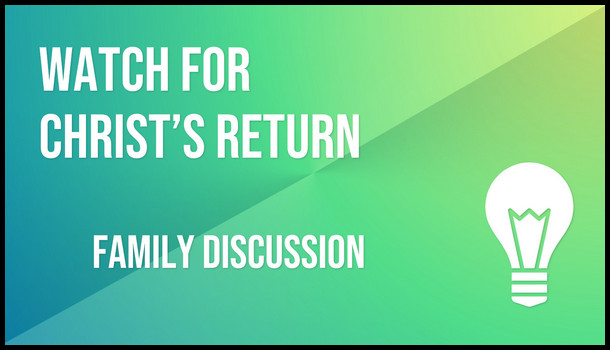 WATCH FOR
CHRIST’S RETURN
FAMILY DISCUSSION